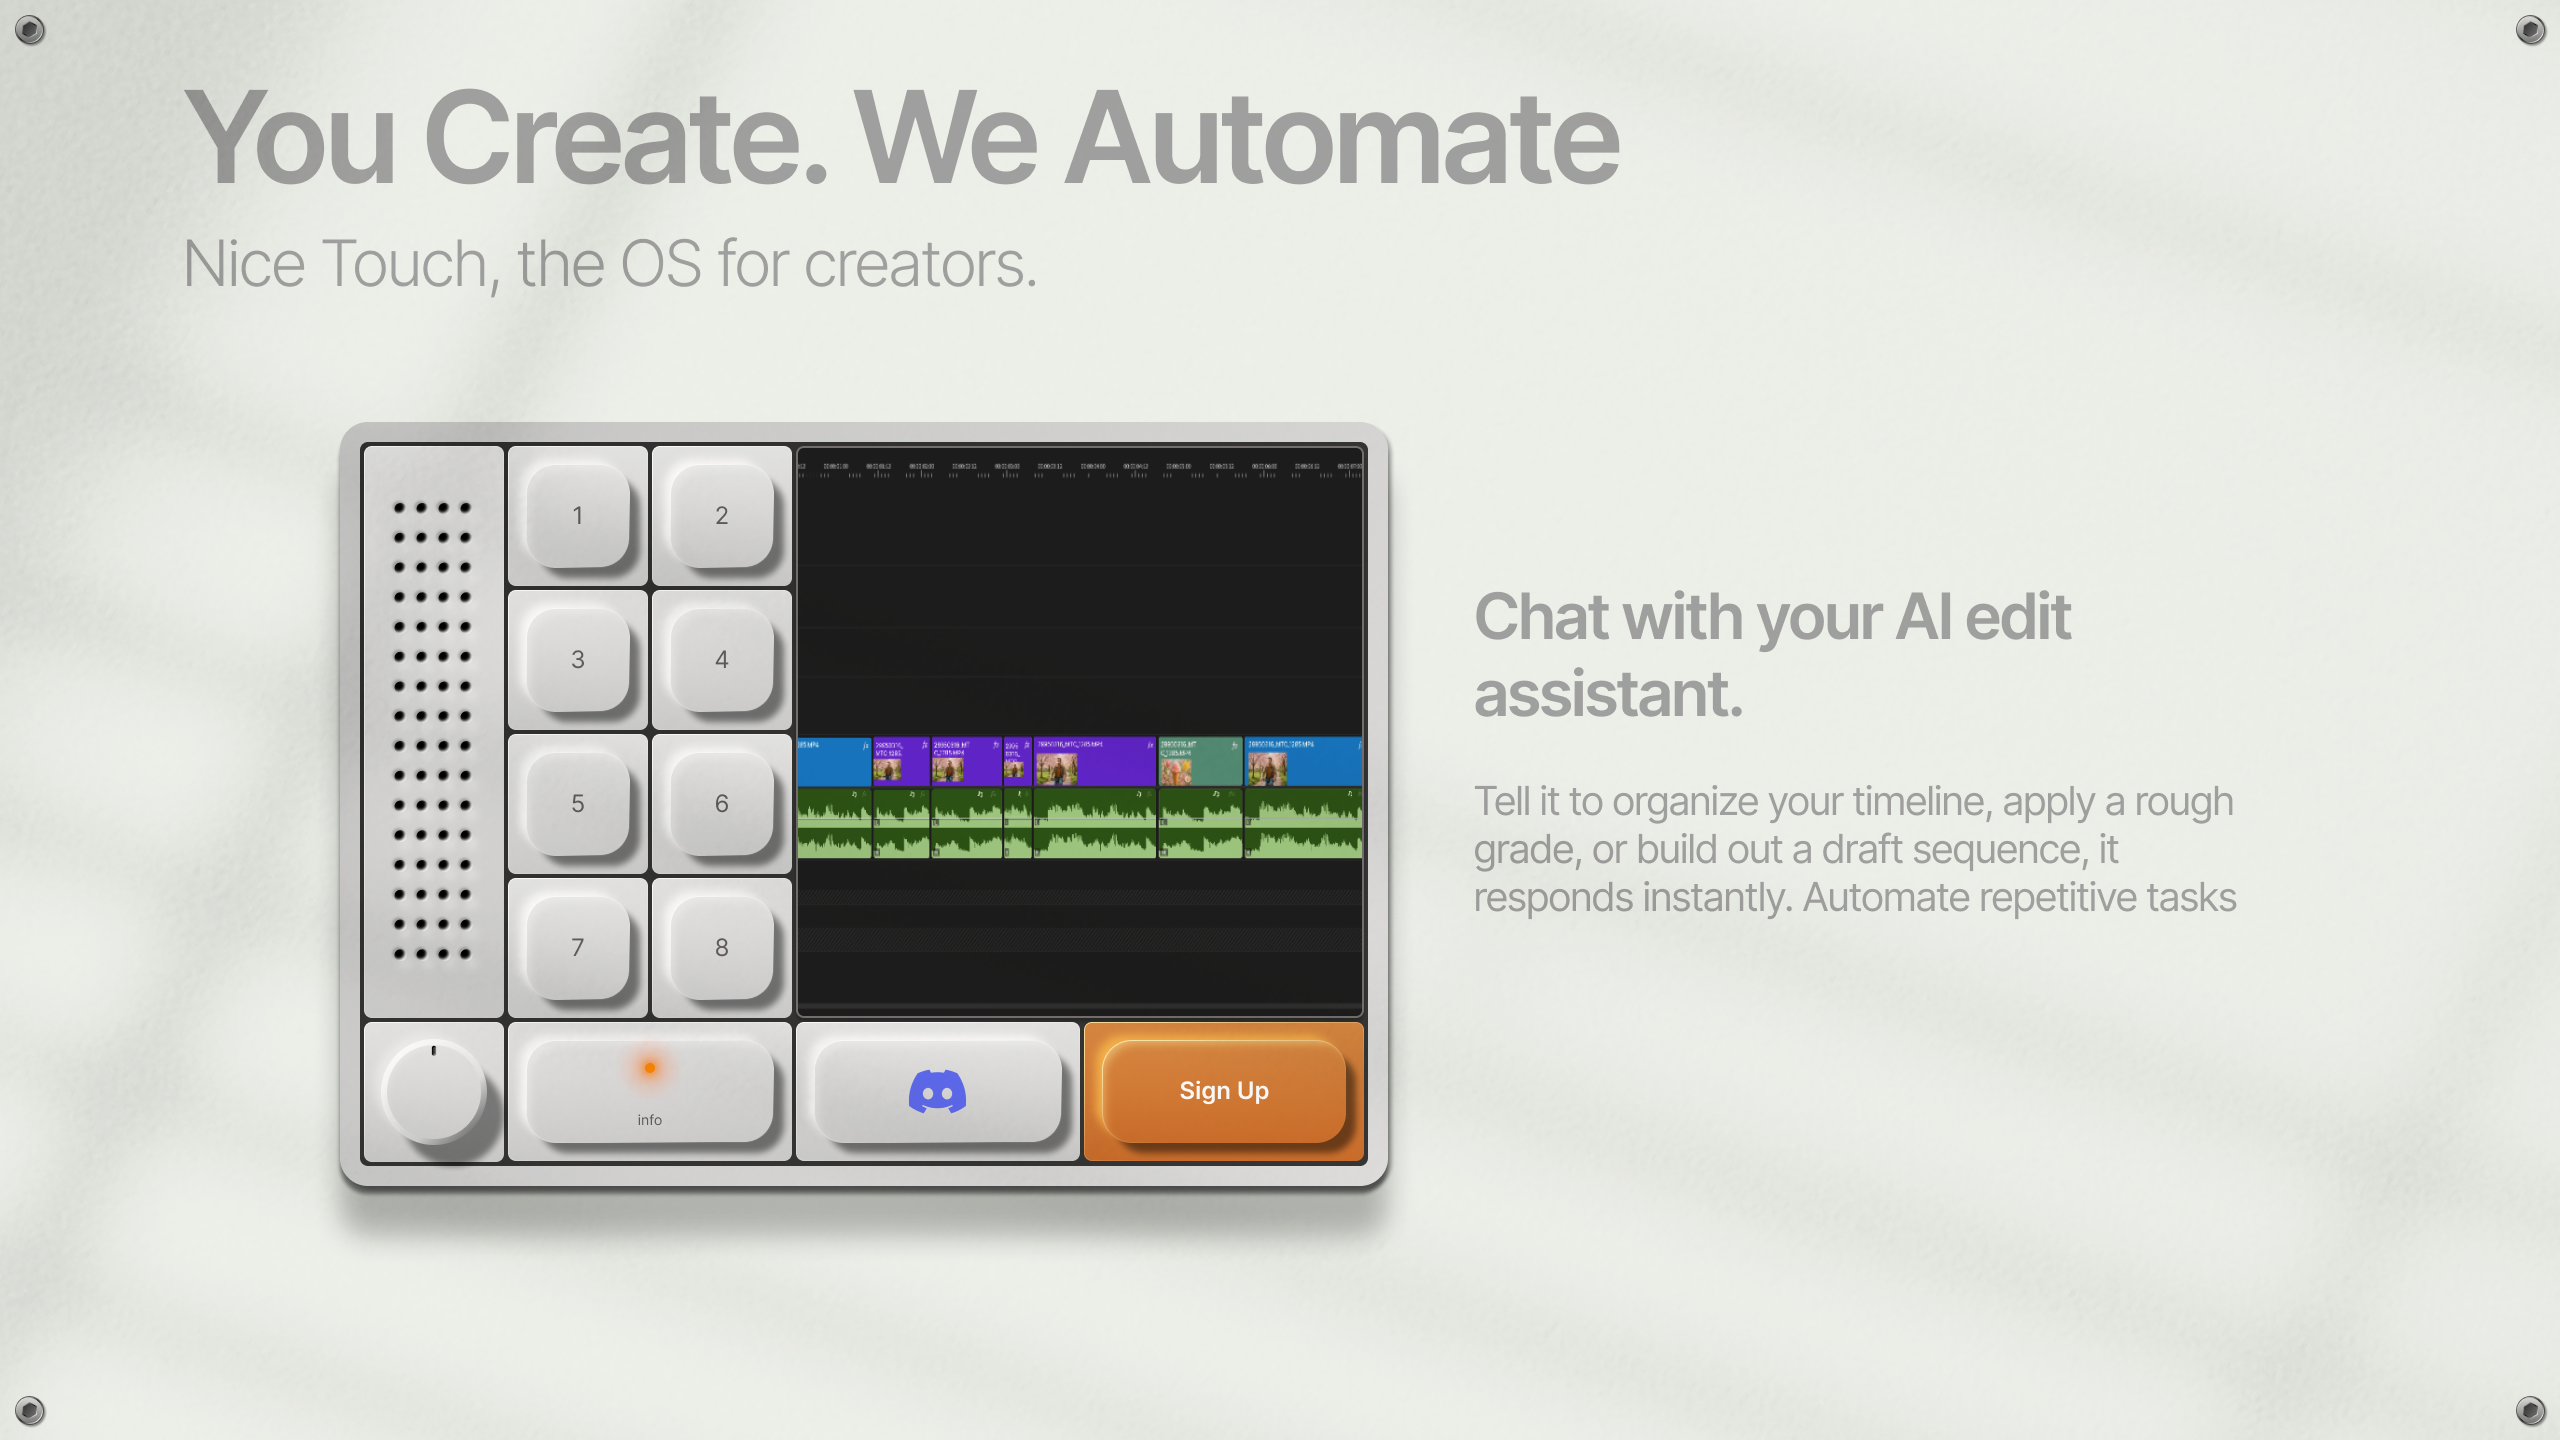 You Create. We Automate
Nice Touch, the OS for creators.
1
2
3
4
5
6
7
8
info
Sign Up
Chat with your AI edit
assistant.
Tell it to organize your timeline, apply a rough
grade, or build out a draft sequence, it
responds instantly. Automate repetitive tasks